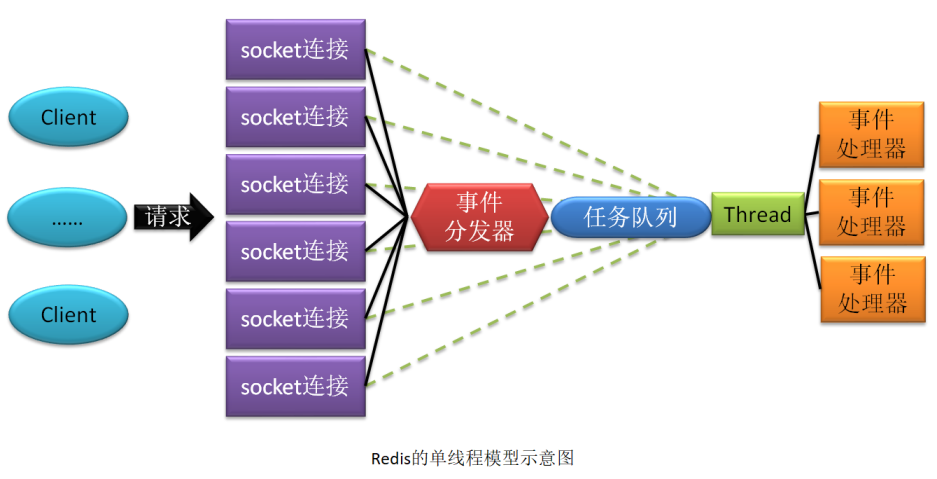 Client
……
Client
请求
socket连接
socket连接
socket连接
socket连接
socket连接
socket连接
事件
分发器
任务队列
Thread
事件
处理器
事件
处理器
事件
处理器
Redis的单线程模型示意图